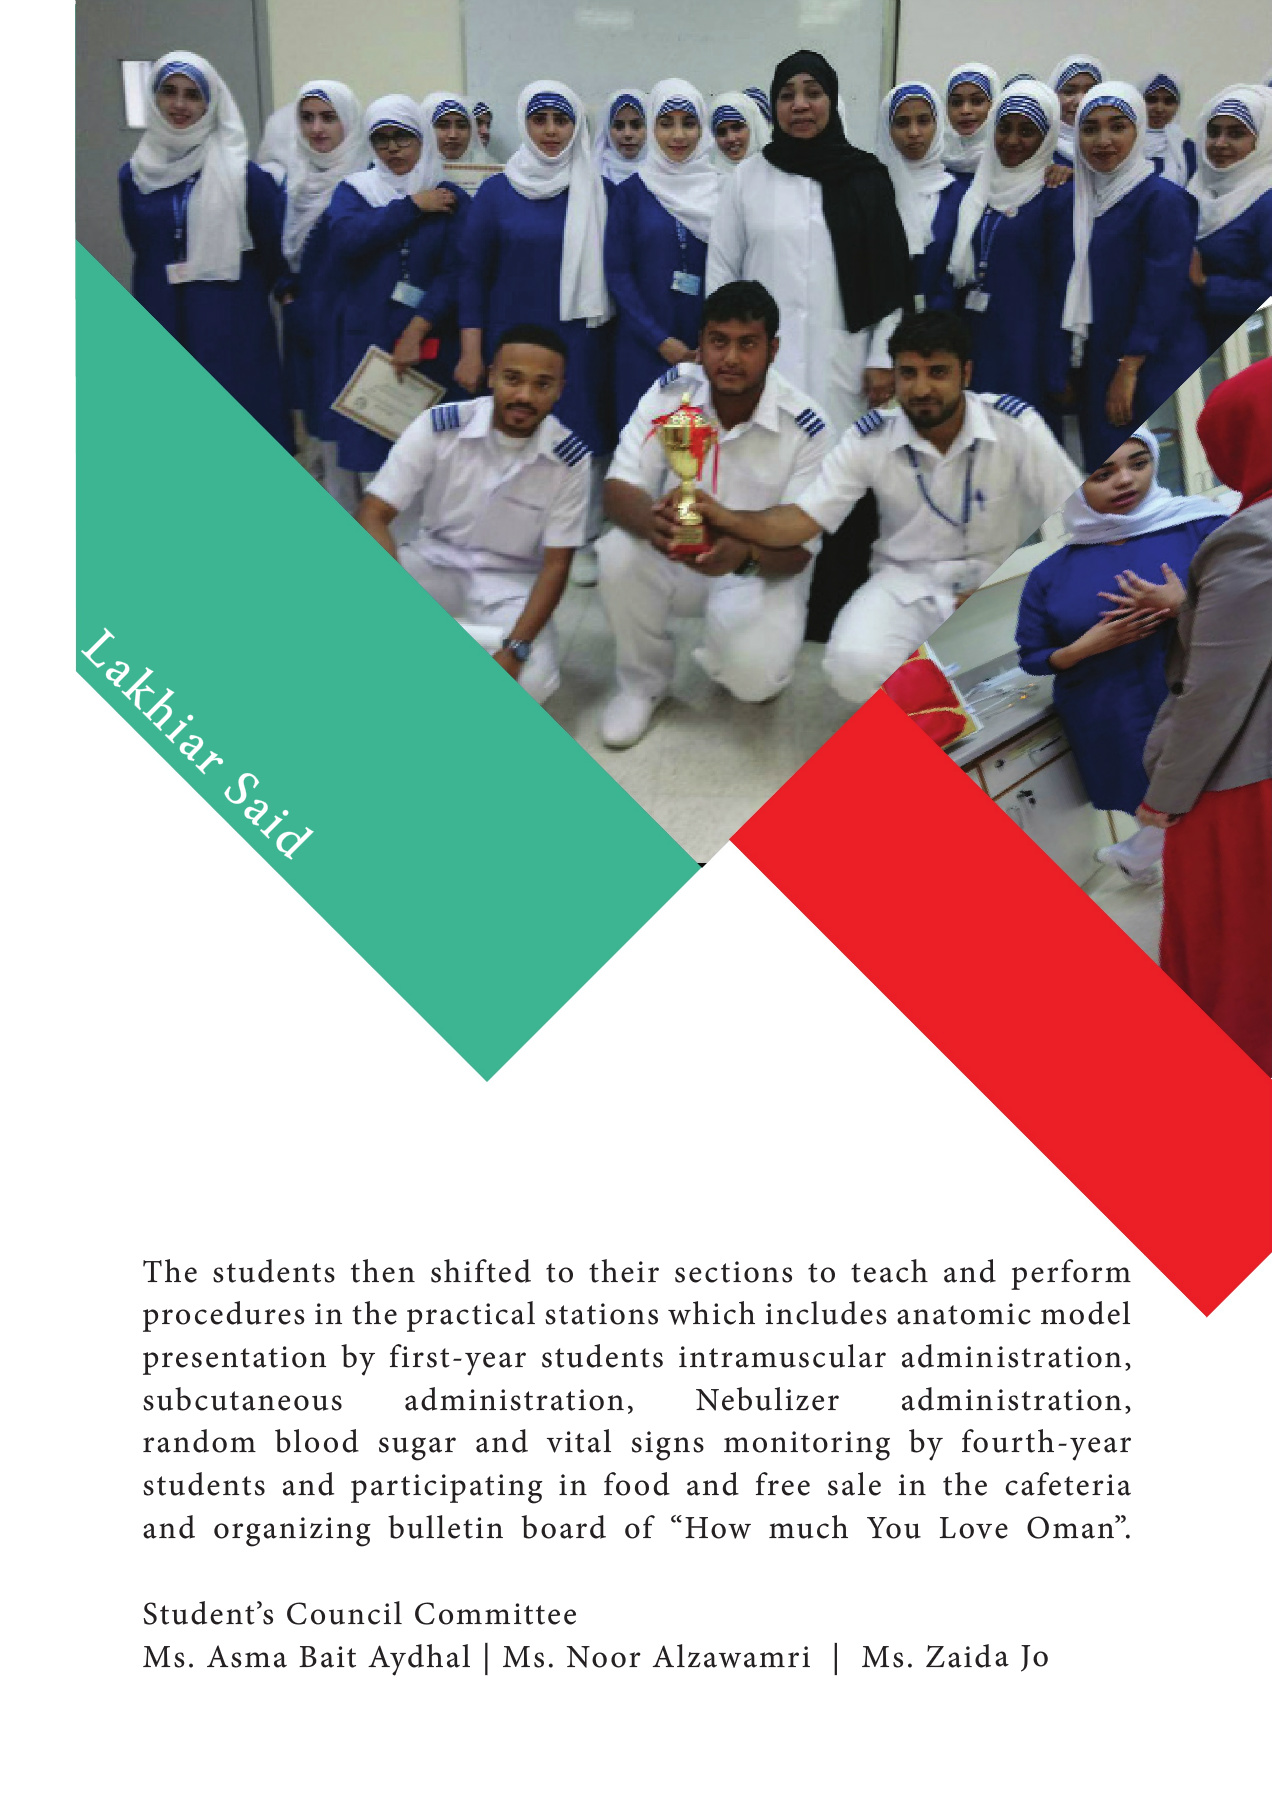 Lakhiar Said
The students then shifted to their sections to teach and perform
procedures in the practical stations which includes anatomic model
presentation by first-year students intramuscular administration,
subcutaneous administration, Nebulizer administration,
random blood sugar and vital signs monitoring by fourth-year
students and participating in food and free sale in the cafeteria
and organizing bulletin board of “How much You Love Oman”.
Student’s Council Committee
Ms. Asma Bait Aydhal | Ms. Noor Alzawamri | Ms. Zaida Jo